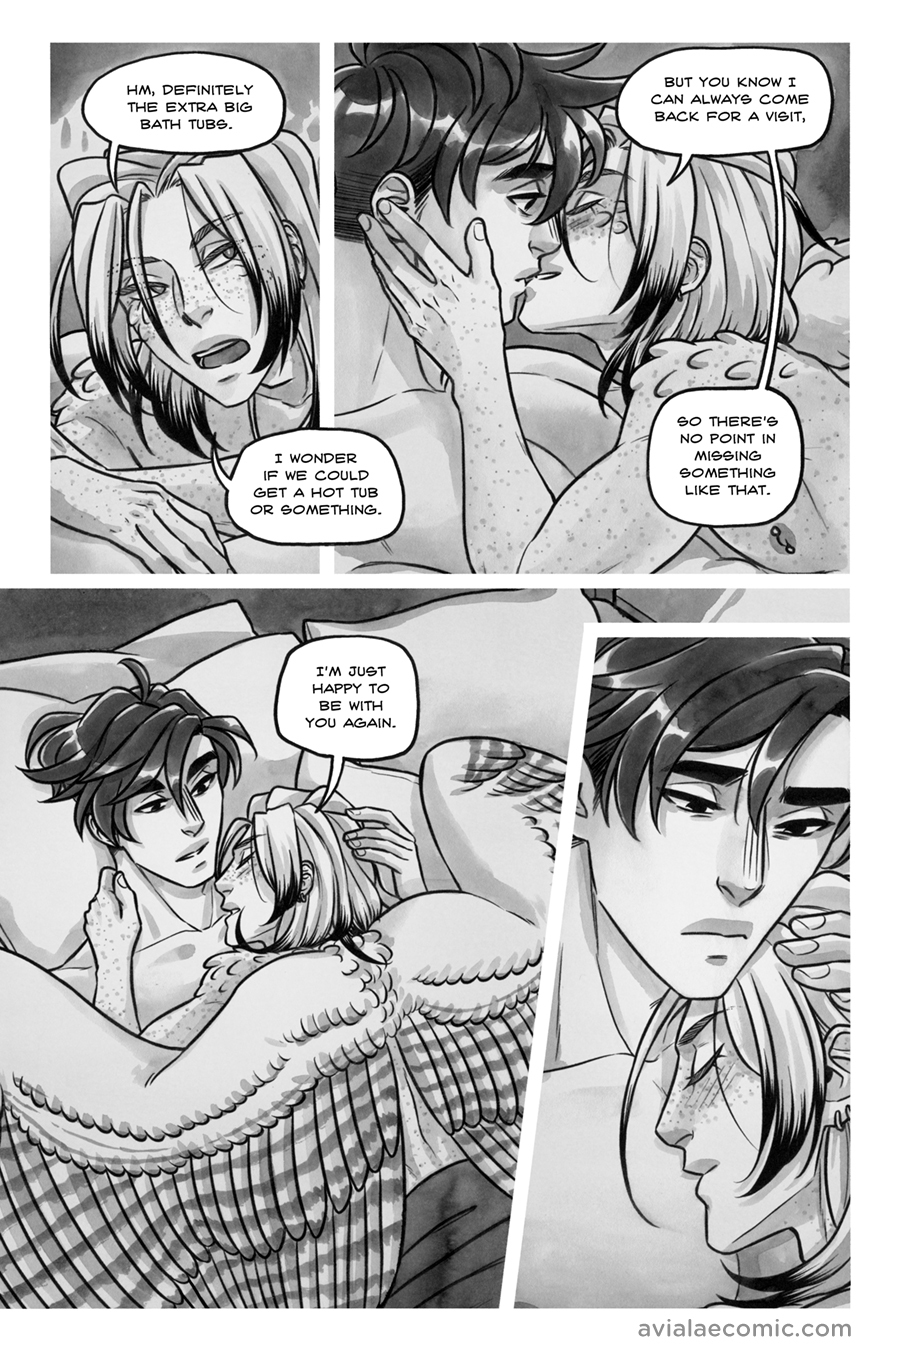 HM, DEFINITELY
THE EXTRA BIG
BATH TUBS.
I WONDER
IF WE COULD
GET A HOT TUB
OR SOMETHING.
BUT YOU KNOW I
CAN ALWAYS COME
BACK FOR A VISIT,
SO THERE'S
NO POINT IN
MISSING
SOMETHING
LIKE THAT.
I'M JUST
HAPPY TO
BE WITH
YOU AGAIN.
avialaecomic.com